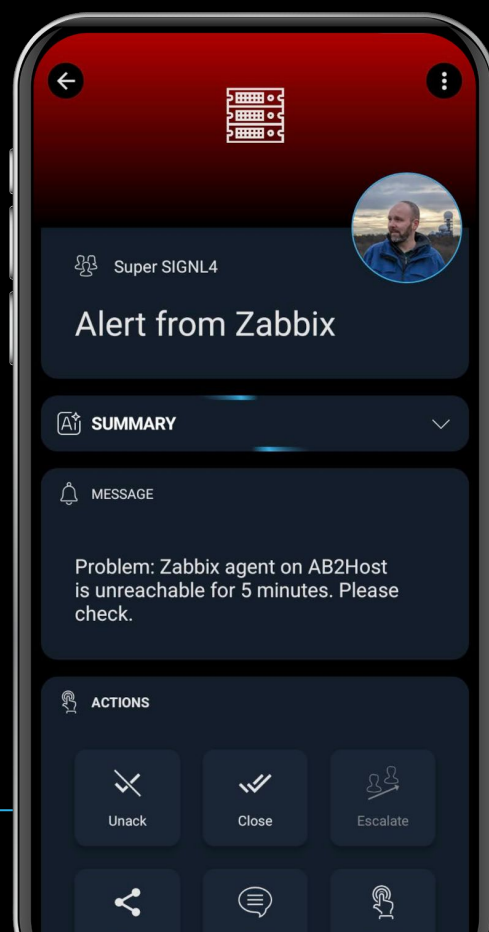 Super SIGNL4
Alert from Zabbix
Ai SUMMARY
MESSAGE
Problem: Zabbix agent on AB2Host
is unreachable for 5 minutes. Please
check.
ACTIONS
Unack Close Escalate